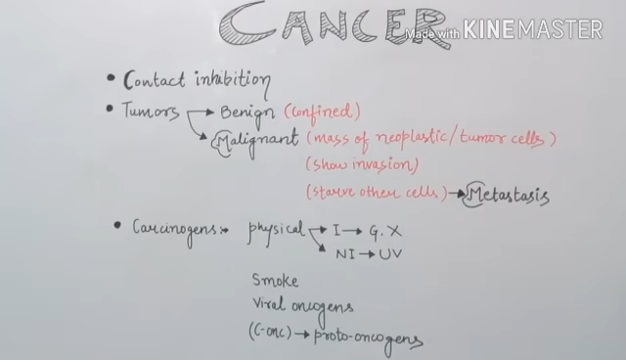 CANCER
Made with KINEMASTER
• Contact inhibition
• Tumors → Benign (confined)
→ Malignant (mass of neoplastic/tumor cells)
(show invasion)
(starve other cells) → Metastasis
• Carcinogens :→ physical → I → G. X
→ NI → UV
Smoke
Viral oncogens
(C-onc) → proto-oncogens